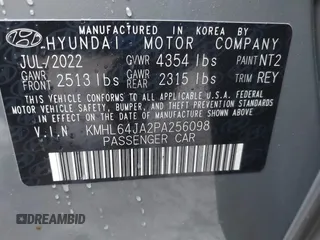 MANUFACTURED IN KOREA BY
HYUNDAI MOTOR COMPANY
JUL/2022 GVWR 4354 lbs PAINT NT2
GAWR FRONT 2513 lbs GAWR REAR 2315 lbs TRIM REY
THIS VEHICLE CONFORMS TO ALL APPLICABLE U.S. FEDERAL
MOTOR VEHICLE SAFETY, BUMPER, AND THEFT PREVENTION
STANDARDS IN EFFECT ON THE DATE OF MANUFACTURE SHOWN ABOVE.
V.I.N KMHL64JA2PA256098
PASSENGER CAR
DREAMBID